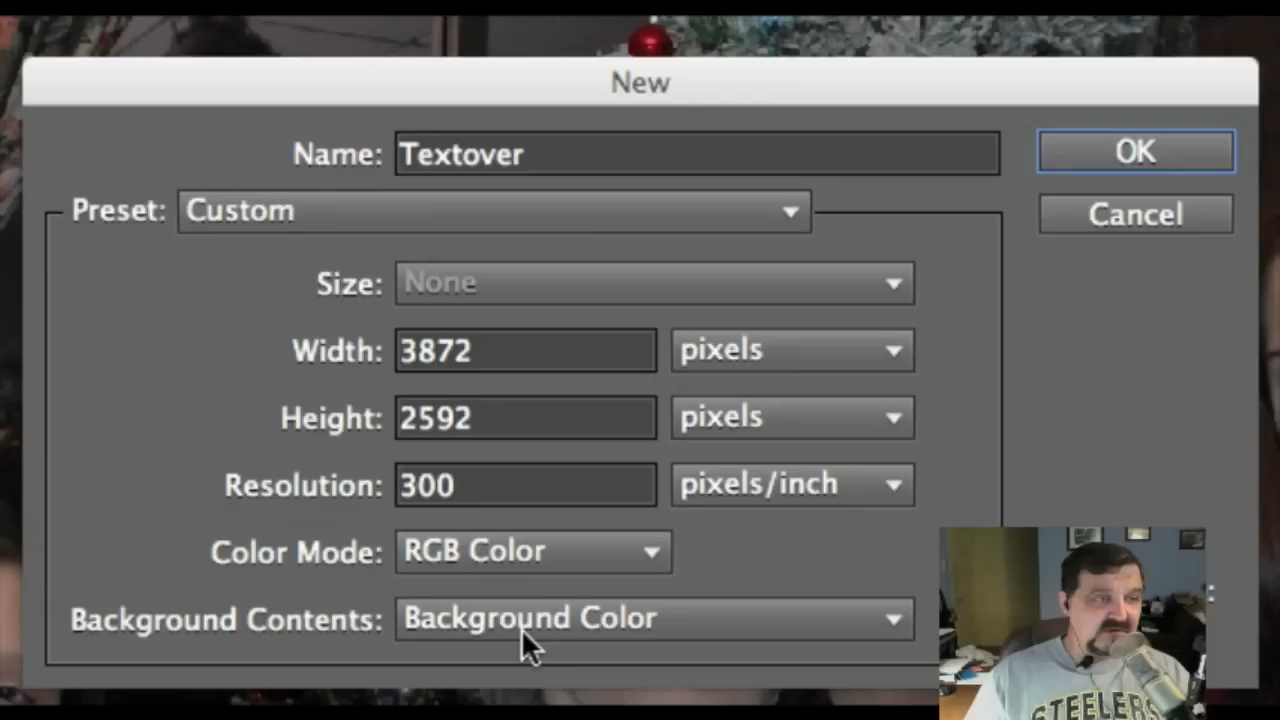 New
Name: Textover OK
Preset: Custom Cancel
Size: None
Width: 3872 pixels
Height: 2592 pixels
Resolution: 300 pixels/inch
Color Mode: RGB Color
Background Contents: Background Color
STEELERS